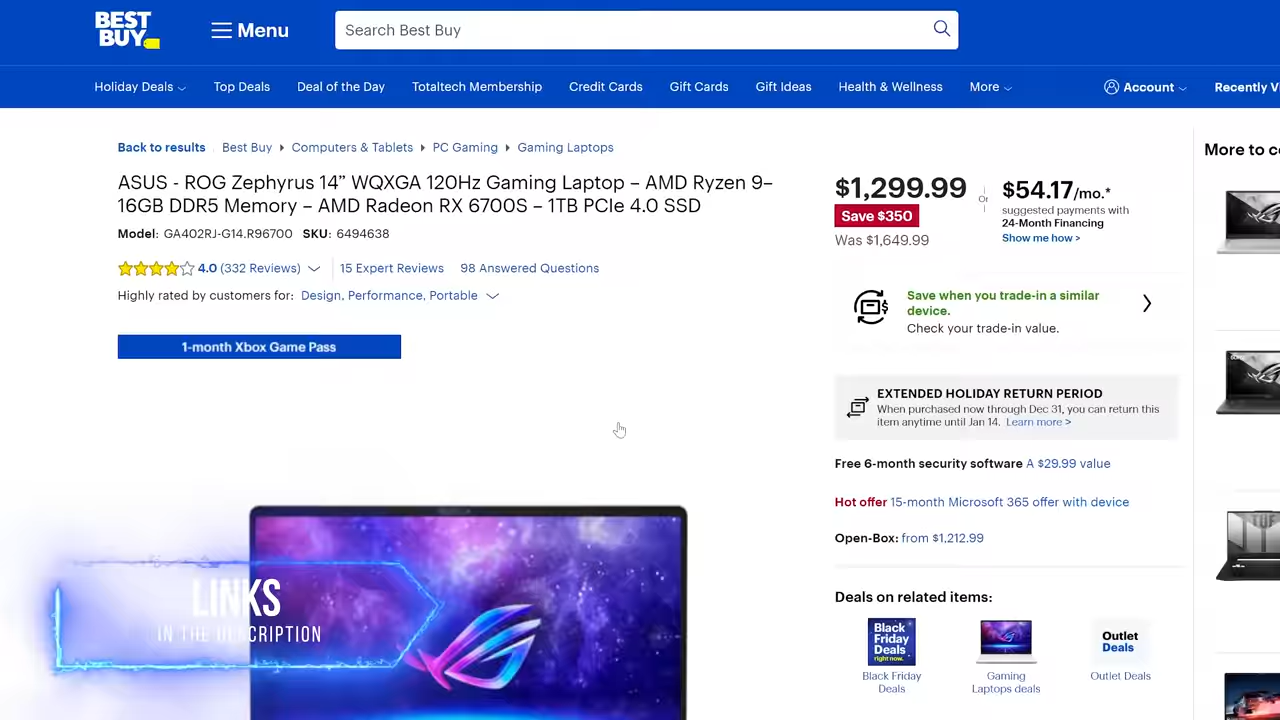 BEST
BUY
Menu
Search Best Buy
Holiday Deals
Top Deals
Deal of the Day
Totaltech Membership
Credit Cards
Gift Cards
Gift Ideas
Health & Wellness
More
Account
Recently V
Back to results
Best Buy
Computers & Tablets
PC Gaming
Gaming Laptops
ASUS - ROG Zephyrus 14” WQXGA 120Hz Gaming Laptop – AMD Ryzen 9–
16GB DDR5 Memory – AMD Radeon RX 6700S – 1TB PCIe 4.0 SSD
Model: GA402RJ-G14.R96700 SKU: 6494638
4.0 (332 Reviews)
15 Expert Reviews
98 Answered Questions
Highly rated by customers for: Design, Performance, Portable
1-month Xbox Game Pass
$1,299.99
Save $350
Was $1,649.99
Or
$54.17/mo.*
suggested payments with
24-Month Financing
Show me how >
Save when you trade-in a similar
device.
Check your trade-in value.
EXTENDED HOLIDAY RETURN PERIOD
When purchased now through Dec 31, you can return this
item anytime until Jan 14. Learn more >
Free 6-month security software A $29.99 value
Hot offer 15-month Microsoft 365 offer with device
Open-Box: from $1,212.99
Deals on related items:
Black
Friday
Deals
right now.
Black Friday
Deals
Gaming
Laptops deals
Outlet
Deals
Outlet Deals
More to c
TUF
LINKS
IN THE DESCRIPTION